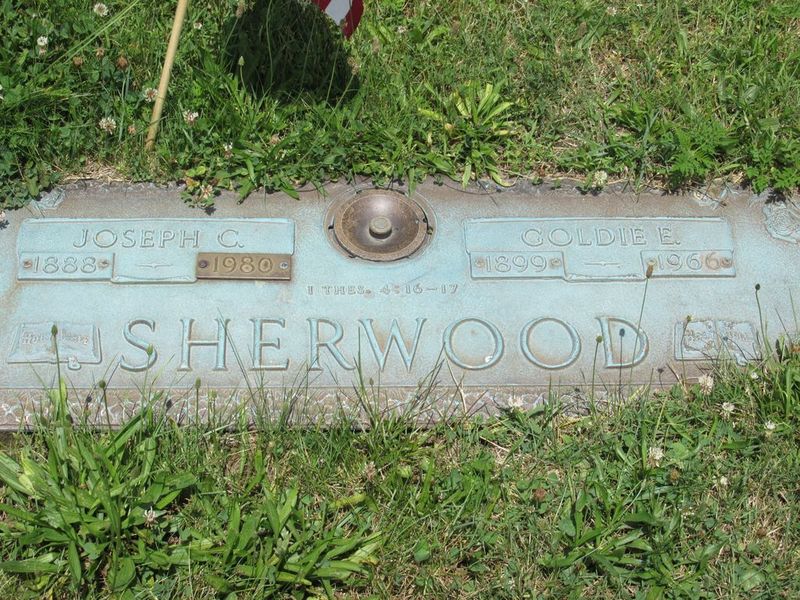 JOSEPH C.
1888 — 1980
GOLDIE E.
1899 — 1966
I THES. 4:16-17
SHERWOOD